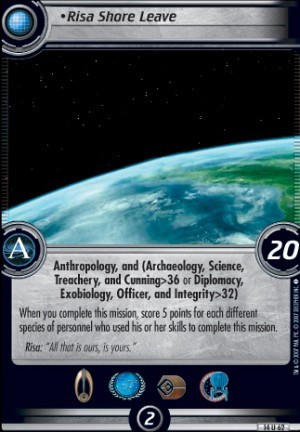 •Risa Shore Leave
A
20
Anthropology, and (Archaeology, Science,
Treachery, and Cunning>36 or Diplomacy,
Exobiology, Officer, and Integrity>32)
When you complete this mission, score 5 points for each different
species of personnel who used his or her skills to complete this mission.
Risa: "All that is ours, is yours."
2
14 U 62